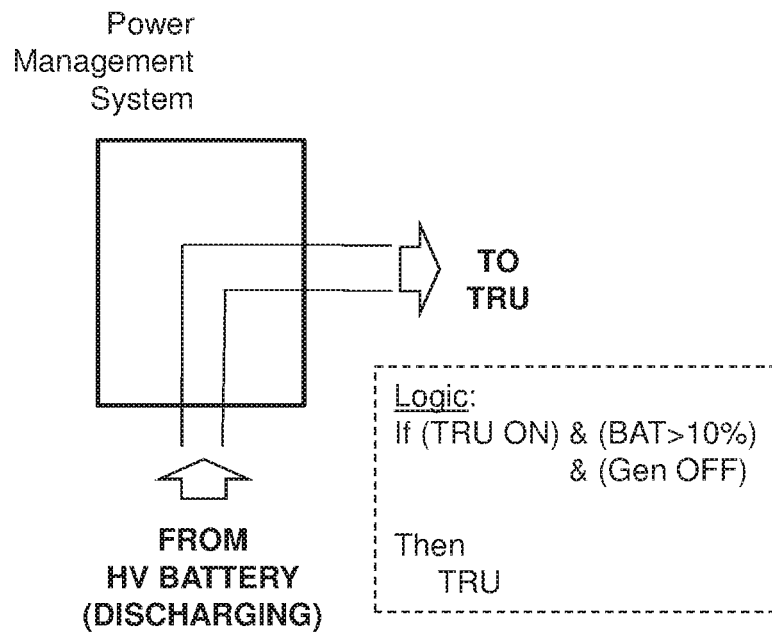 Power
Management
System
TO
TRU
Logic:
If (TRU ON) & (BAT>10%)
& (Gen OFF)
Then
TRU
FROM
HV BATTERY
(DISCHARGING)